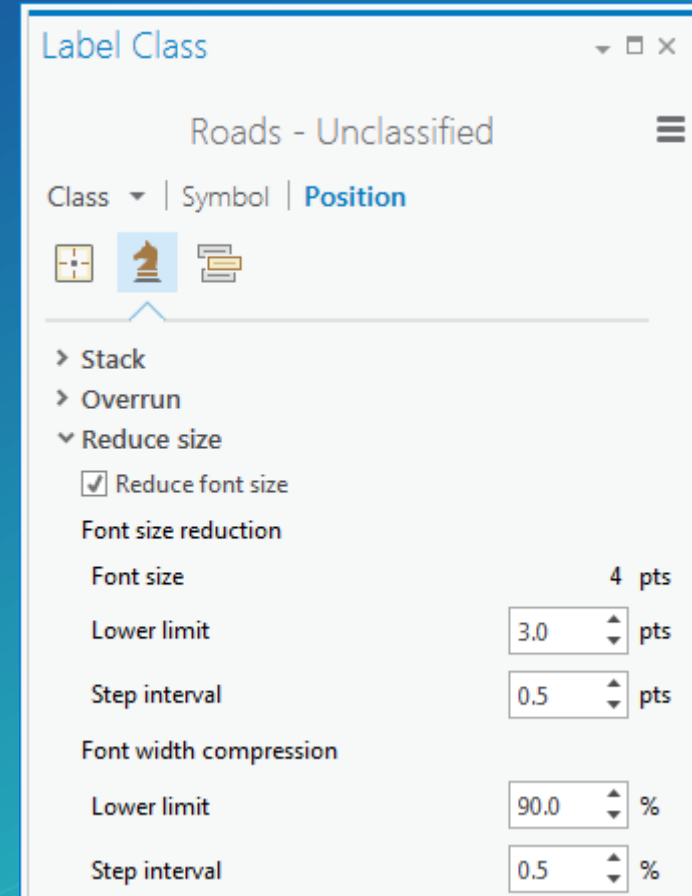 Label Class
Roads - Unclassified
Class | Symbol | Position
Stack
Overrun
Reduce size
Reduce font size
Font size reduction
Font size 4 pts
Lower limit 3.0 pts
Step interval 0.5 pts
Font width compression
Lower limit 90.0 %
Step interval 0.5 %